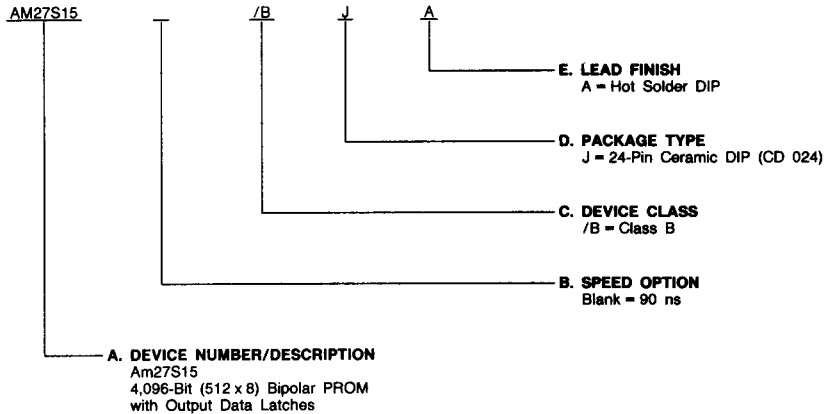 AM27S15 _ /B J A
E. LEAD FINISH
A = Hot Solder DIP
D. PACKAGE TYPE
J = 24-Pin Ceramic DIP (CD 024)
C. DEVICE CLASS
/B = Class B
B. SPEED OPTION
Blank = 90 ns
A. DEVICE NUMBER/DESCRIPTION
Am27S15
4,096-Bit (512 x 8) Bipolar PROM
with Output Data Latches